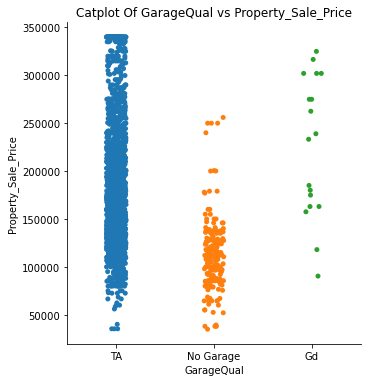 Catplot Of GarageQual vs Property_Sale_Price
350000
300000
250000
200000
150000
100000
50000
Property_Sale_Price
TA
No Garage
Gd
GarageQual